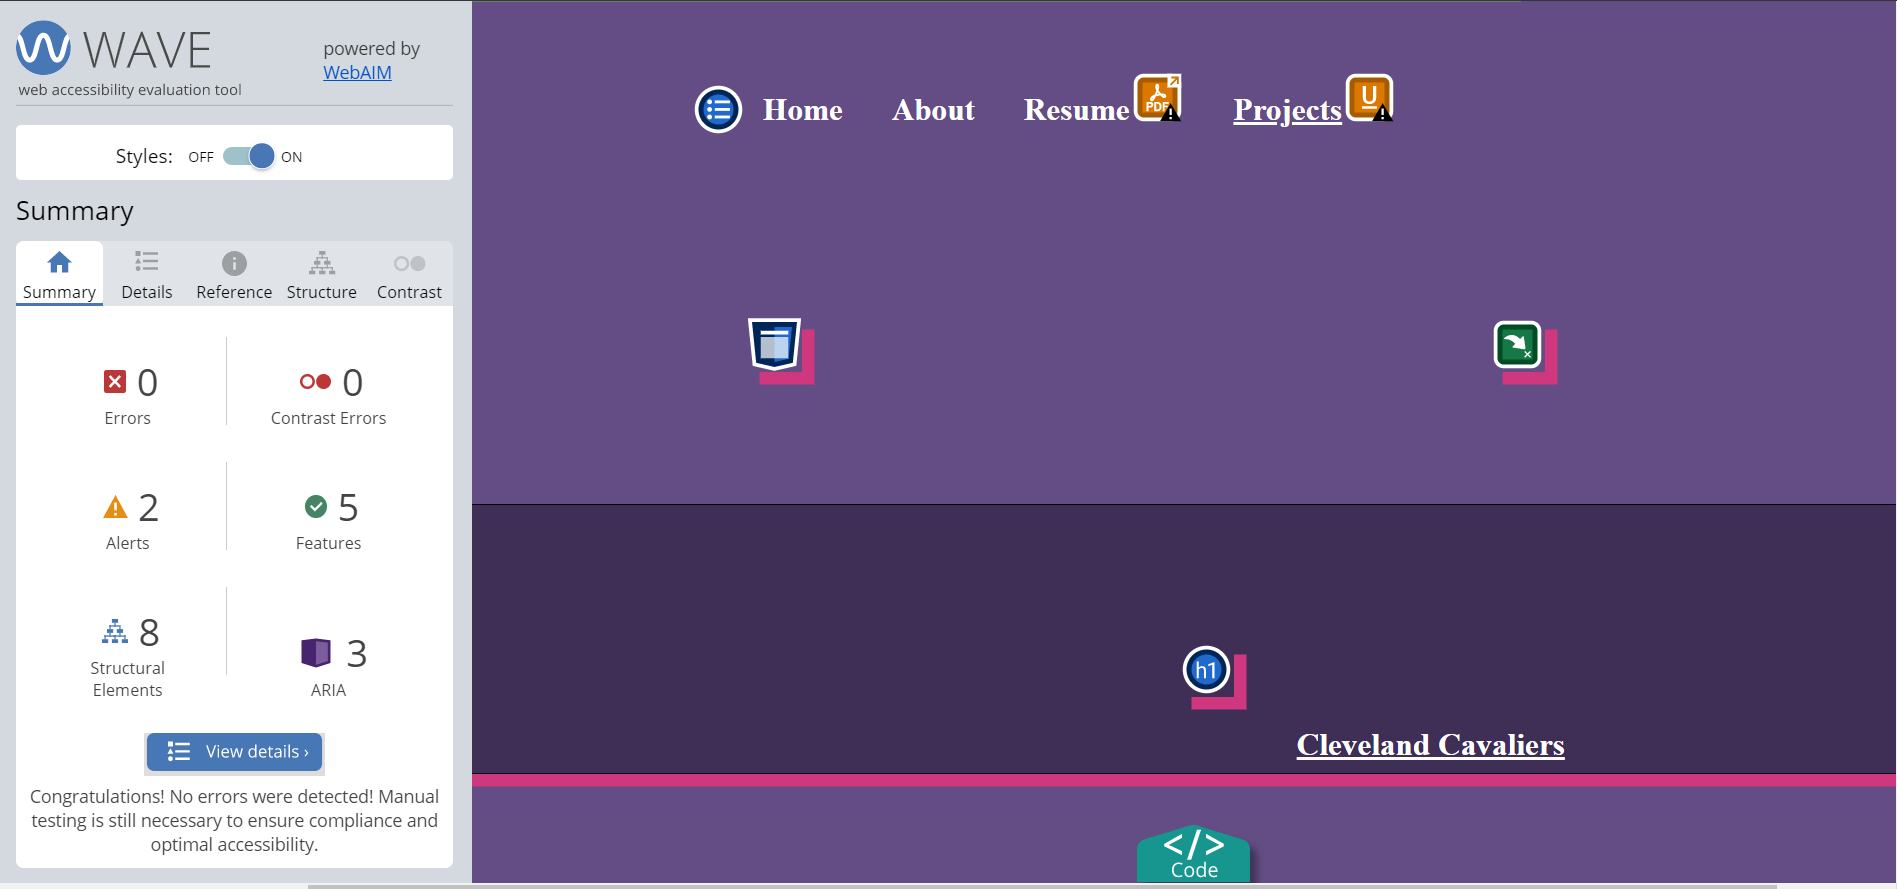 WAVE
powered by
WebAIM
web accessibility evaluation tool
Styles: OFF ON
Summary
Summary Details Reference Structure Contrast
0 0
Errors Contrast Errors
2 5
Alerts Features
8 3
Structural
Elements
ARIA
View details ›
Congratulations! No errors were detected! Manual
testing is still necessary to ensure compliance and
optimal accessibility.
Home About Resume PDF Projects U
h1
Cleveland Cavaliers
</>
Code